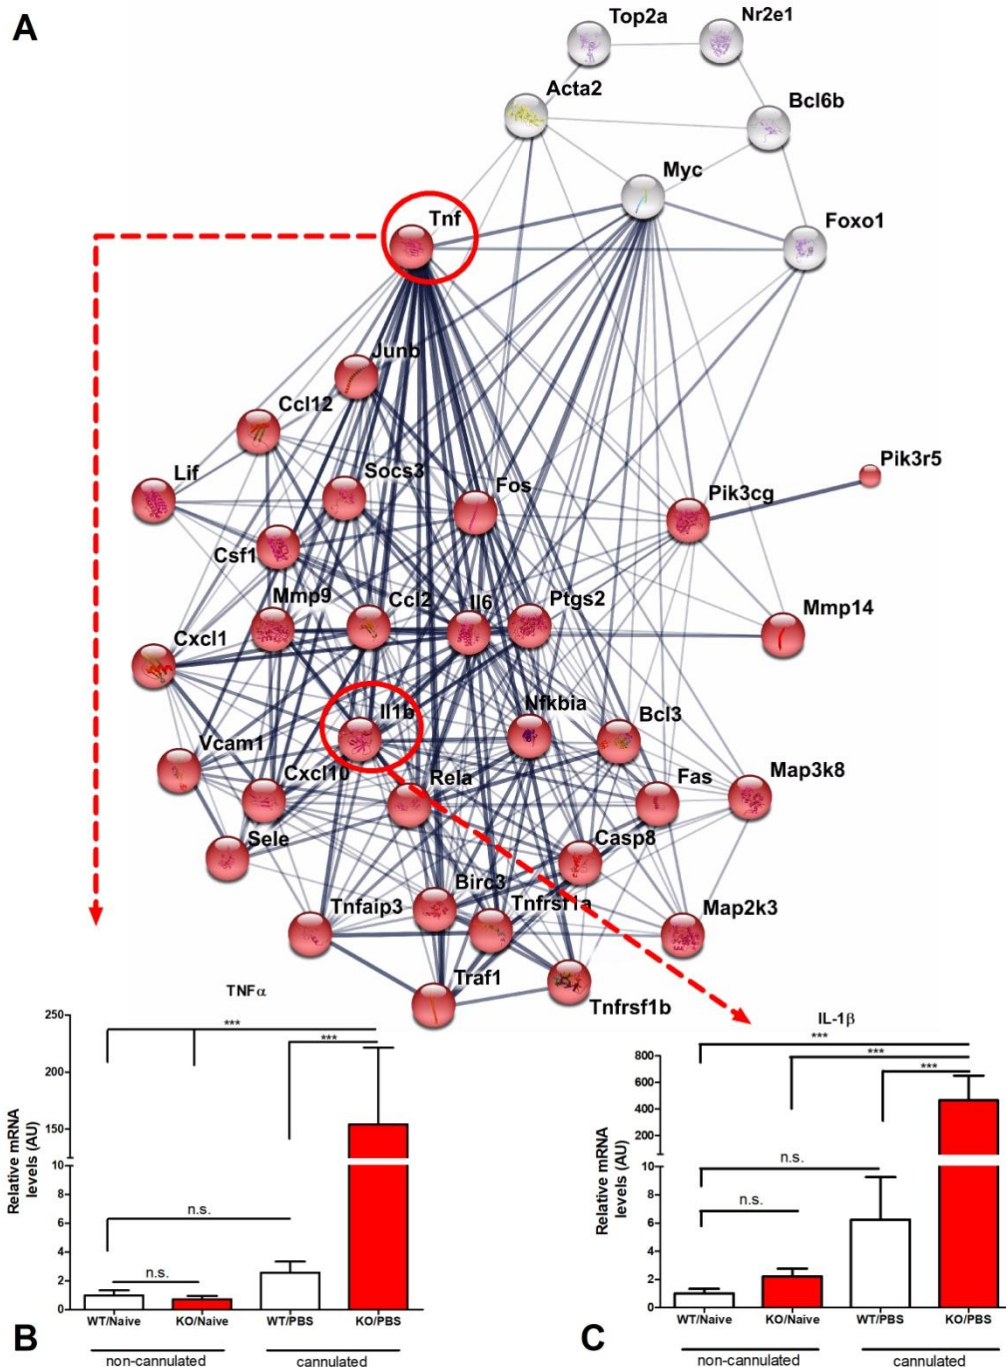 A
Top2a
Nr2e1
Acta2
Bcl6b
Myc
Tnf
Foxo1
Junb
Ccl12
Lif
Socs3
Fos
Pik3cg
Pik3r5
Csf1
Mmp9
Ccl2
Il6
Ptgs2
Mmp14
Cxcl1
Il1b
Nfkbia
Bcl3
Vcam1
Cxcl10
Rela
Fas
Map3k8
Sele
Casp8
Birc3
Tnfaip3
Tnfrsf1a
Map2k3
Traf1
Tnfrsf1b
TNFα
Relative mRNA
levels (AU)
250
200
150
10
8
6
4
2
0
***
***
n.s.
n.s.
WT/Naive KO/Naive WT/PBS KO/PBS
non-cannulated cannulated
B
IL-1β
Relative mRNA
levels (AU)
800
600
400
200
10
8
6
4
2
0
***
***
***
n.s.
n.s.
WT/Naive KO/Naive WT/PBS KO/PBS
non-cannulated cannulated
C